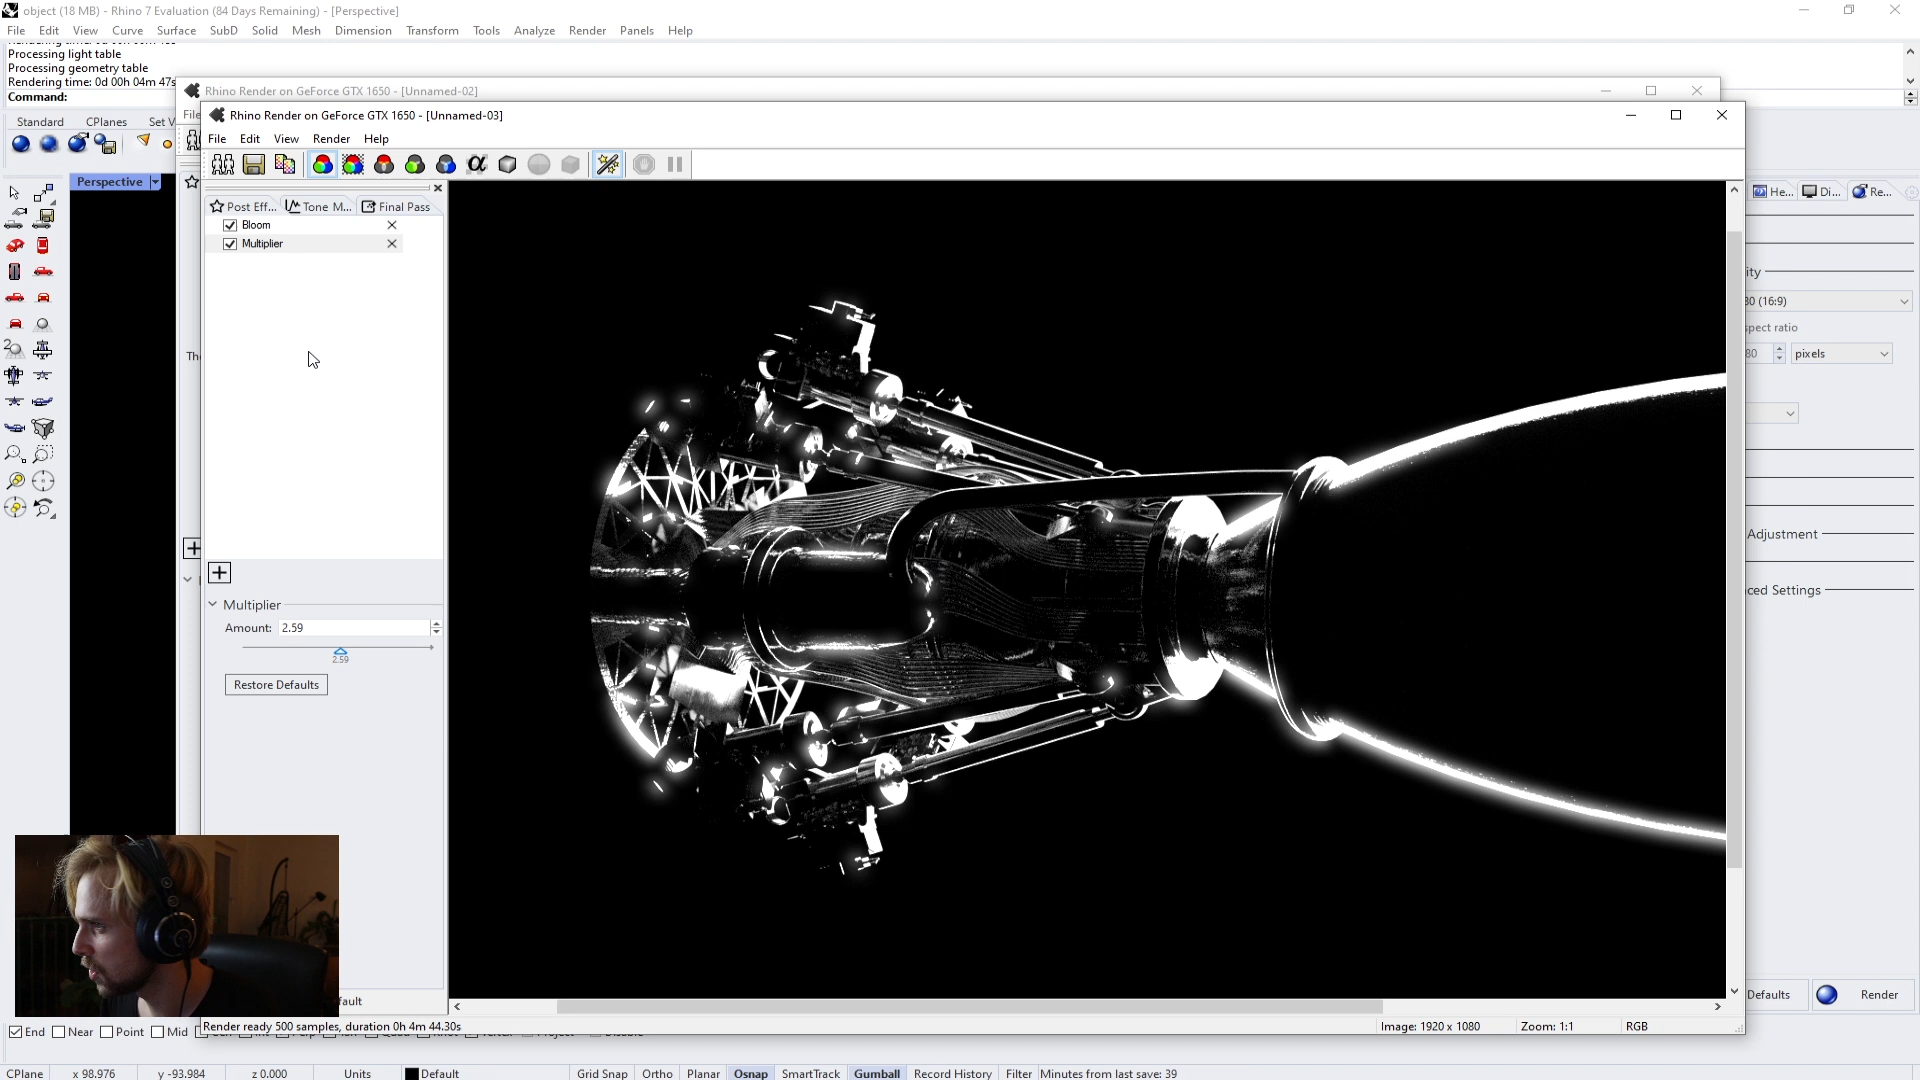 object (18 MB) - Rhino 7 Evaluation (84 Days Remaining) - [Perspective]
File Edit View Curve Surface SubD Solid Mesh Dimension Transform Tools Analyze Render Panels Help
Processing light table
Processing geometry table
Rendering time: 0d 00h 04m 47s
Command:
Rhino Render on GeForce GTX 1650 - [Unnamed-02]
Rhino Render on GeForce GTX 1650 - [Unnamed-03]
Standard CPlanes Set V
File Edit View Render Help
Perspective
Post Eff... Tone M... Final Pass
He... Di... Re...
Bloom
Multiplier
ity
80 (16:9)
spect ratio
80 pixels
Adjustment
ced Settings
Multiplier
Amount: 2.59
2.59
Restore Defaults
Defaults Render
fault
Render ready 500 samples, duration 0h 4m 44.30s
Image: 1920 x 1080 Zoom: 1:1 RGB
End Near Point Mid
CPlane x 98.976 y -93.984 z 0.000 Units Default Grid Snap Ortho Planar Osnap SmartTrack Gumball Record History Filter Minutes from last save: 39